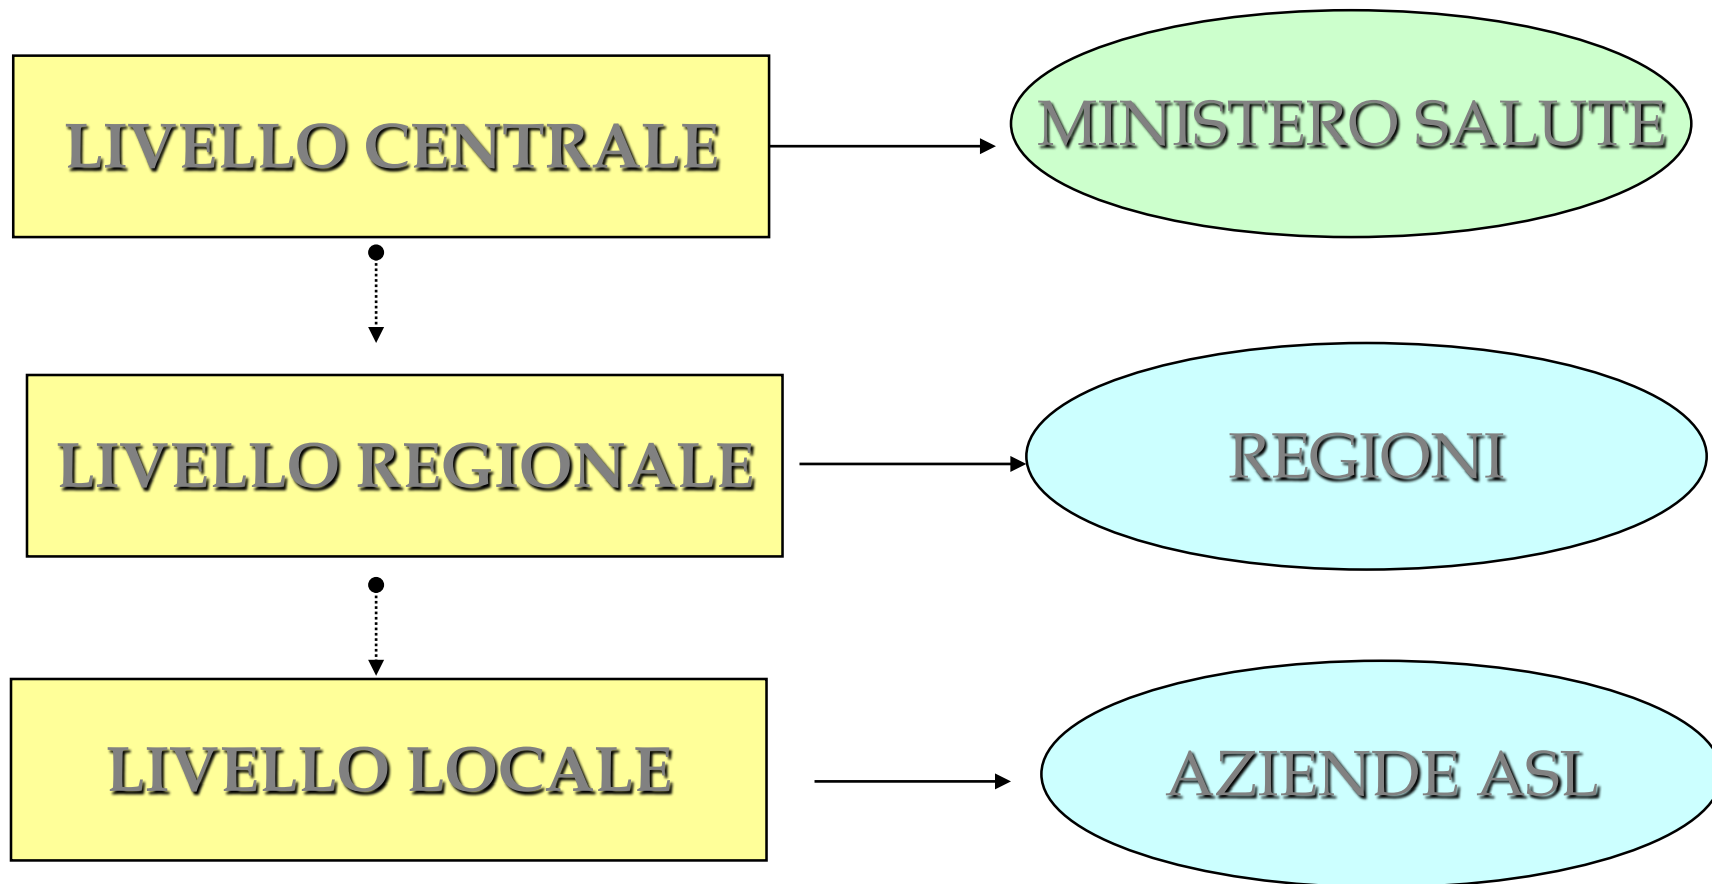 LIVELLO CENTRALE
MINISTERO SALUTE
LIVELLO REGIONALE
REGIONI
LIVELLO LOCALE
AZIENDE ASL